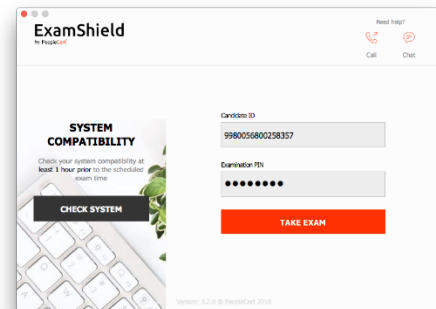 ExamShield
by PeopleCert
Need help?
Call
Chat
SYSTEM
COMPATIBILITY
Check your system compatibility at
least 1 hour prior to the scheduled
exam time
CHECK SYSTEM
Candidate ID
9980056800258357
Examination PIN
TAKE EXAM
Version: 3.2.6 @ PeopleCert 2018